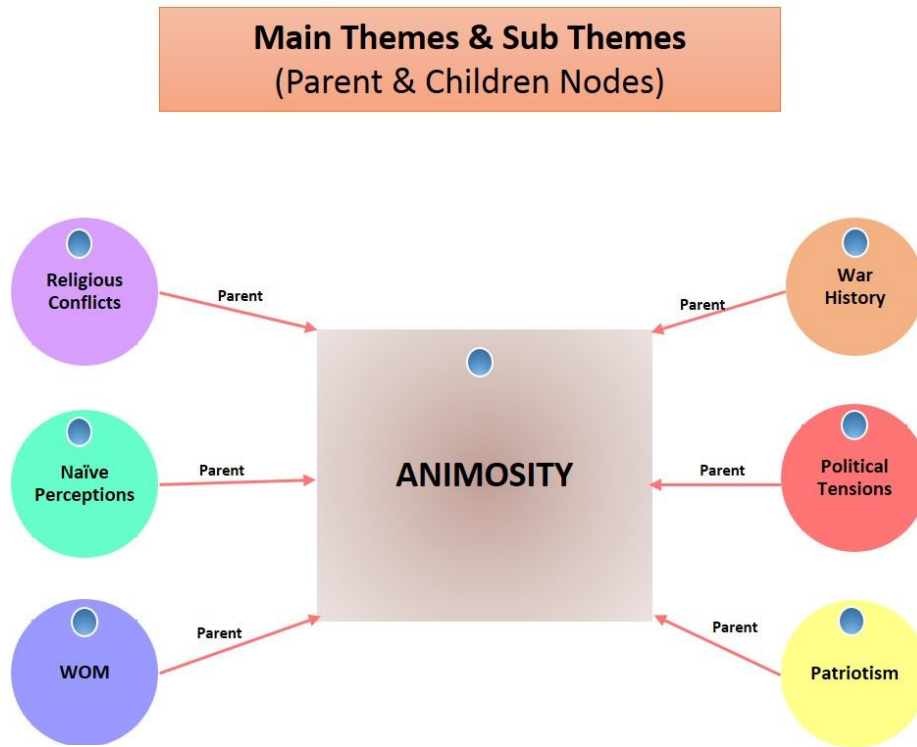 Main Themes & Sub Themes
(Parent & Children Nodes)
Religious
Conflicts
Parent
War
History
Parent
Naïve
Perceptions
Parent
ANIMOSITY
Political
Tensions
Parent
WOM
Parent
Patriotism
Parent